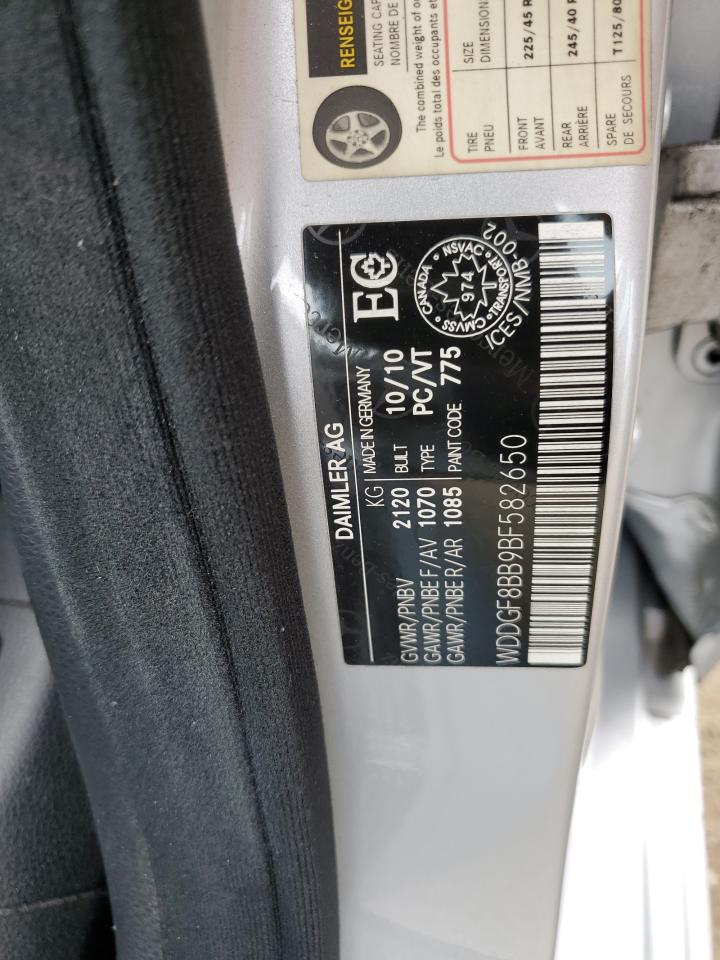 RENSEIG
SEATING CAP
NOMBRE DE
The combined weight of oc
Le poids total des occupants et
TIRE SIZE
PNEU DIMENSION
FRONT
AVANT 225/45 R
REAR
ARRIÈRE 245/40 R
SPARE
DE SECOURS T125/80
DAIMLER AG
KG MADE IN GERMANY
GVWR/PNBV 2120 BUILT 10/10
GAWR/PNBE F/AV 1070 TYPE PC/VT
GAWR/PNBE R/AR 1085 PAINT CODE. 775
EC
CANADA NSVAC TRANSPORT CMVSS
974
ICES/NMB-002
WDDGF8BB9BF582650